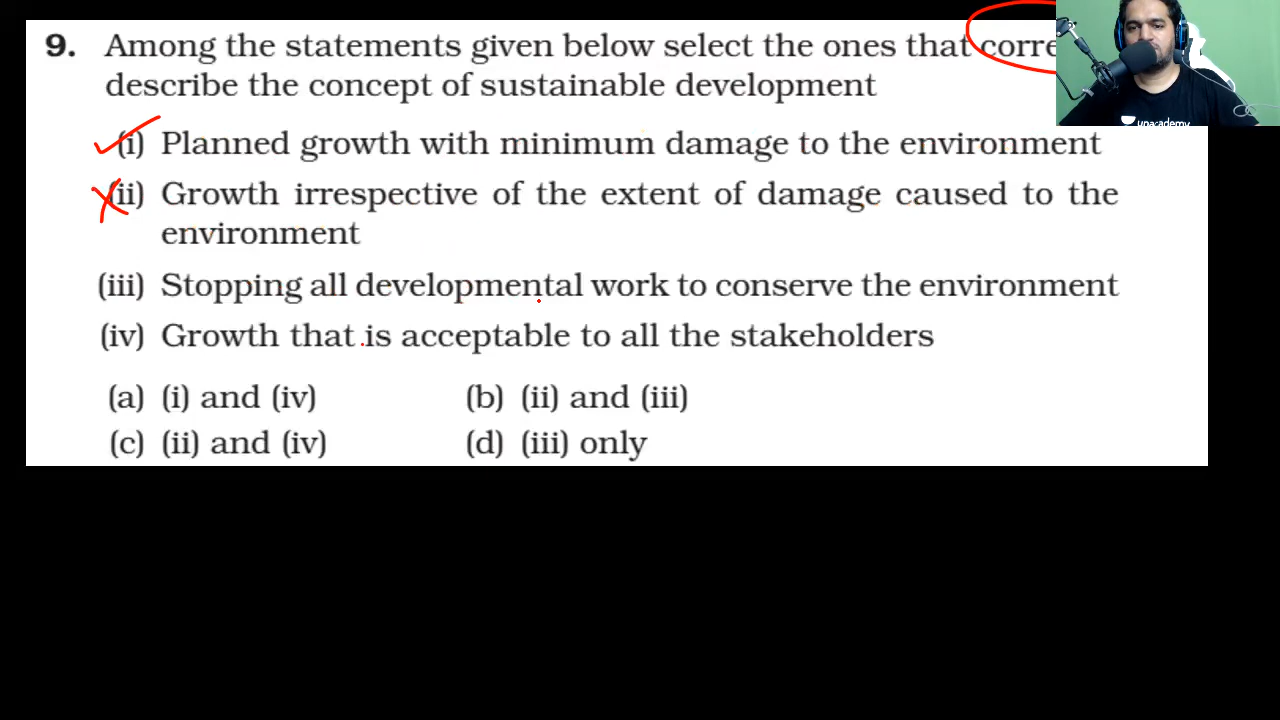 9. Among the statements given below select the ones that corre
describe the concept of sustainable development
(i) Planned growth with minimum damage to the environment
(ii) Growth irrespective of the extent of damage caused to the
environment
(iii) Stopping all developmental work to conserve the environment
(iv) Growth that is acceptable to all the stakeholders
(a) (i) and (iv) (b) (ii) and (iii)
(c) (ii) and (iv) (d) (iii) only
unacademy